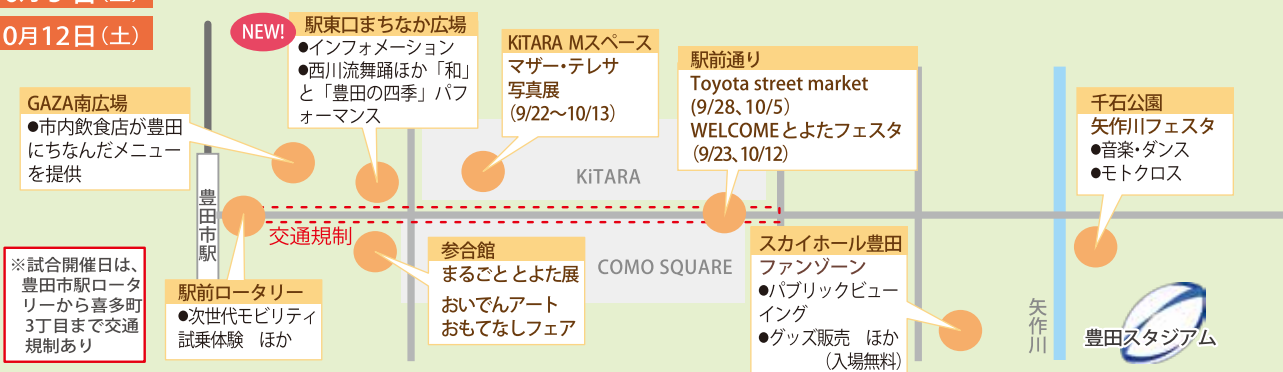 0月12日（土）
NEW!
駅東口まちなか広場
●インフォメーション
●西川流舞踊ほか「和」
と「豊田の四季」パフ
ォーマンス
KiTARA Mスペース
マザー・テレサ
写真展
（9/22〜10/13）
駅前通り
Toyota street market
（9/28、10/5）
WELCOMEとよたフェスタ
（9/23、10/12）
GAZA南広場
●市内飲食店が豊田
にちなんだメニュー
を提供
千石公園
矢作川フェスタ
●音楽・ダンス
●モトクロス
KiTARA
豊田市駅
交通規制
※試合開催日は、
豊田市駅ロータ
リーから喜多町
3丁目まで交通
規制あり
駅前ロータリー
●次世代モビリティ
試乗体験　ほか
参合館
まるごととよた展
おいでんアート
おもてなしフェア
COMO SQUARE
スカイホール豊田
ファンゾーン
●パブリックビュー
イング
●グッズ販売　ほか
（入場無料）
矢作川
豊田スタジアム